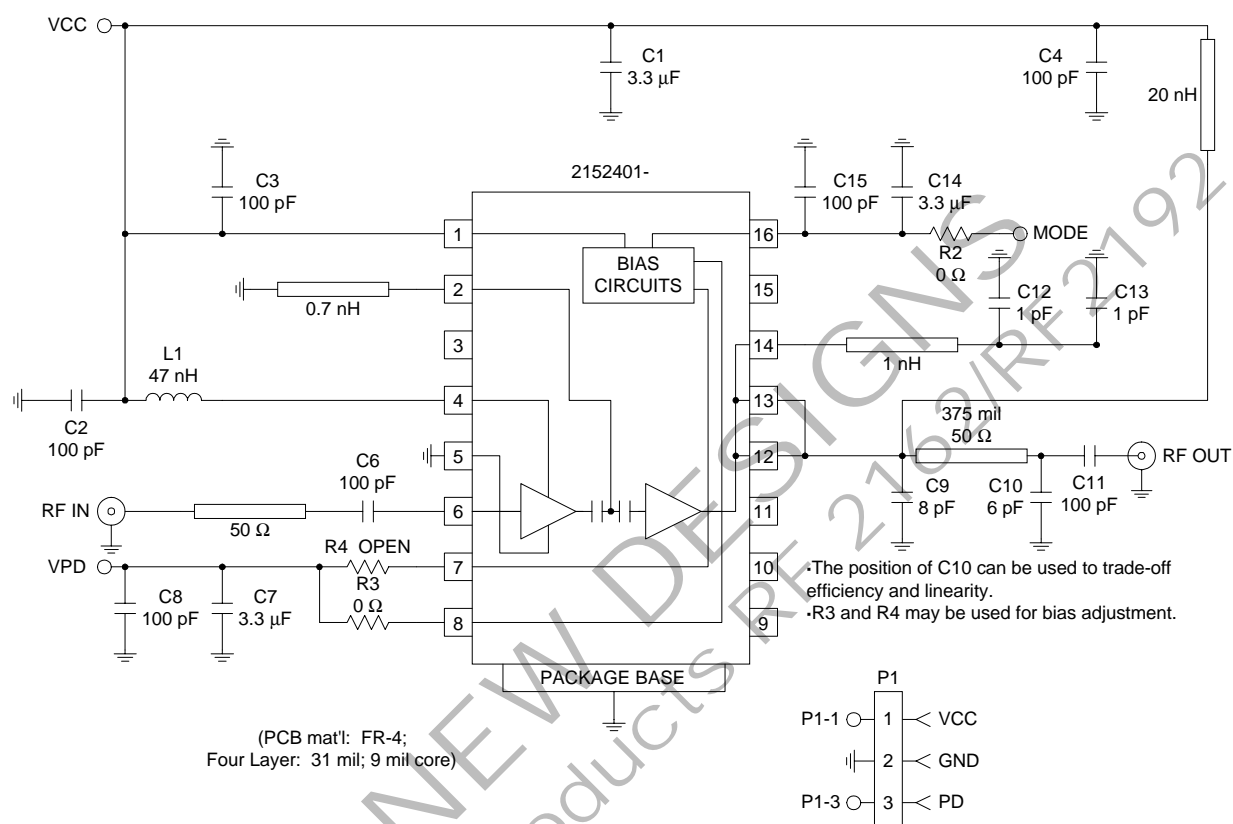 VCC
C1
3.3 µF
C4
100 pF
20 nH
C3
100 pF
2152401-
C15
100 pF
C14
3.3 µF
1
16
MODE
R2
0 Ω
BIAS
CIRCUITS
2
0.7 nH
15
C12
1 pF
C13
1 pF
3
14
1 nH
L1
47 nH
4
13
C2
100 pF
375 mil
50 Ω
5
12
RF OUT
C6
100 pF
C9
8 pF
C10
6 pF
C11
100 pF
RF IN
50 Ω
6
11
R4 OPEN
VPD
7
10
R3
0 Ω
C8
100 pF
C7
3.3 µF
8
9
·The position of C10 can be used to trade-off
efficiency and linearity.
·R3 and R4 may be used for bias adjustment.
PACKAGE BASE
(PCB mat'l: FR-4;
Four Layer: 31 mil; 9 mil core)
P1
P1-1
1
VCC
2
GND
P1-3
3
PD
NEW DESIGNS
oducts RF 2162/RF 2192